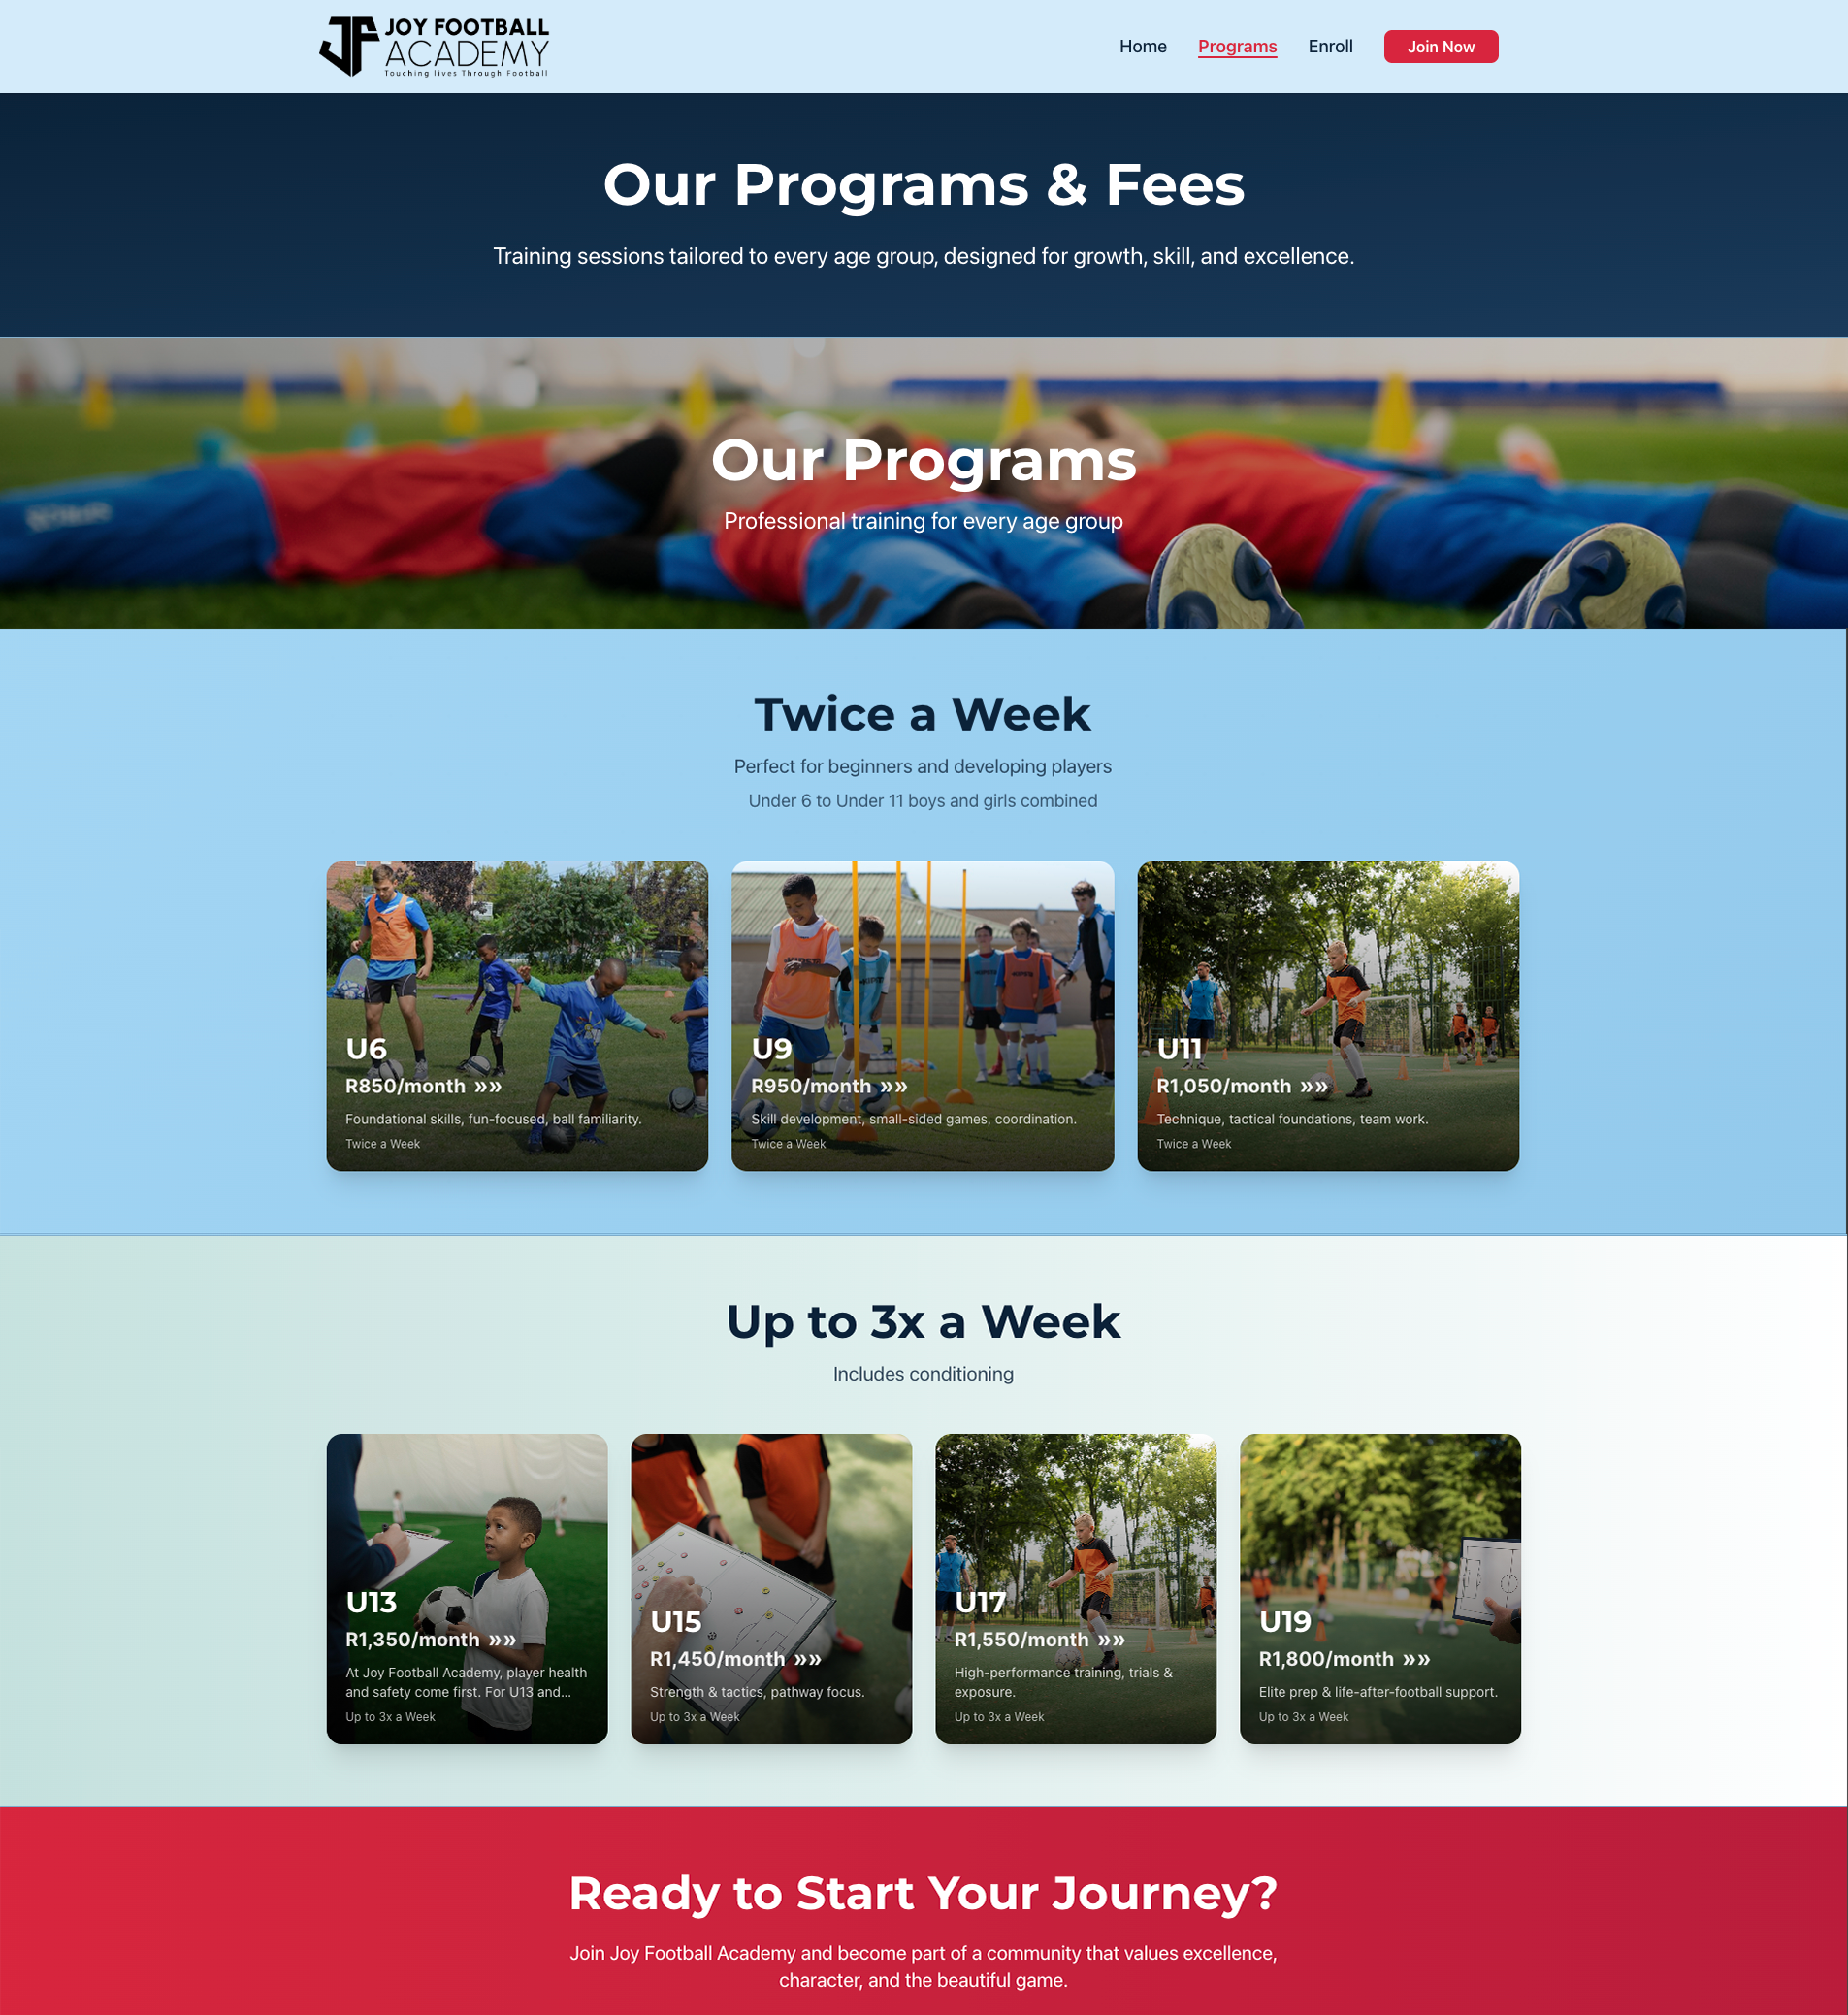 JOY FOOTBALL
ACADEMY
Touching lives Through Football
Home Programs Enroll Join Now
Our Programs & Fees
Training sessions tailored to every age group, designed for growth, skill, and excellence.
Our Programs
Professional training for every age group
Twice a Week
Perfect for beginners and developing players
Under 6 to Under 11 boys and girls combined
U6
R850/month »»
Foundational skills, fun-focused, ball familiarity.
Twice a Week
U9
R950/month »»
Skill development, small-sided games, coordination.
Twice a Week
U11
R1,050/month »»
Technique, tactical foundations, team work.
Twice a Week
Up to 3x a Week
Includes conditioning
U13
R1,350/month »»
At Joy Football Academy, player health
and safety come first. For U13 and...
Up to 3x a Week
U15
R1,450/month »»
Strength & tactics, pathway focus.
Up to 3x a Week
U17
R1,550/month »»
High-performance training, trials &
exposure.
Up to 3x a Week
U19
R1,800/month »»
Elite prep & life-after-football support.
Up to 3x a Week
Ready to Start Your Journey?
Join Joy Football Academy and become part of a community that values excellence,
character, and the beautiful game.